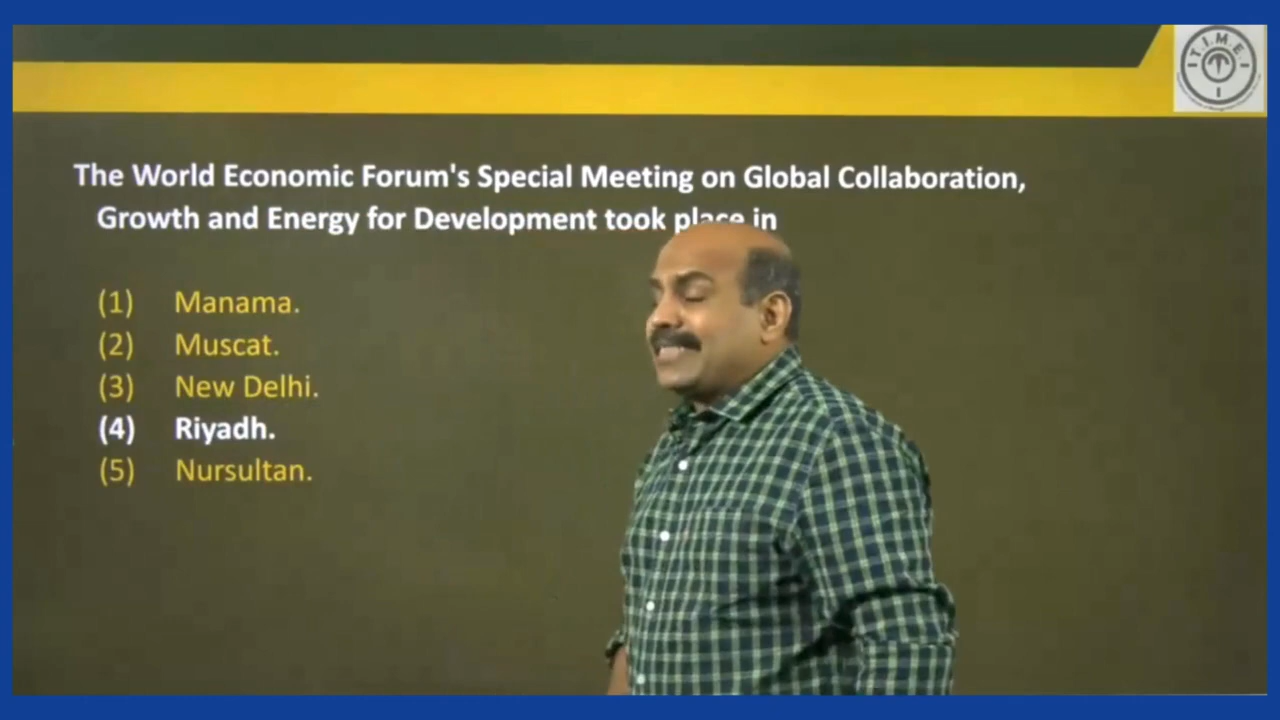 The World Economic Forum's Special Meeting on Global Collaboration,
Growth and Energy for Development took place in
(1) Manama.
(2) Muscat.
(3) New Delhi.
(4) Riyadh.
(5) Nursultan.
T.I.M.E.